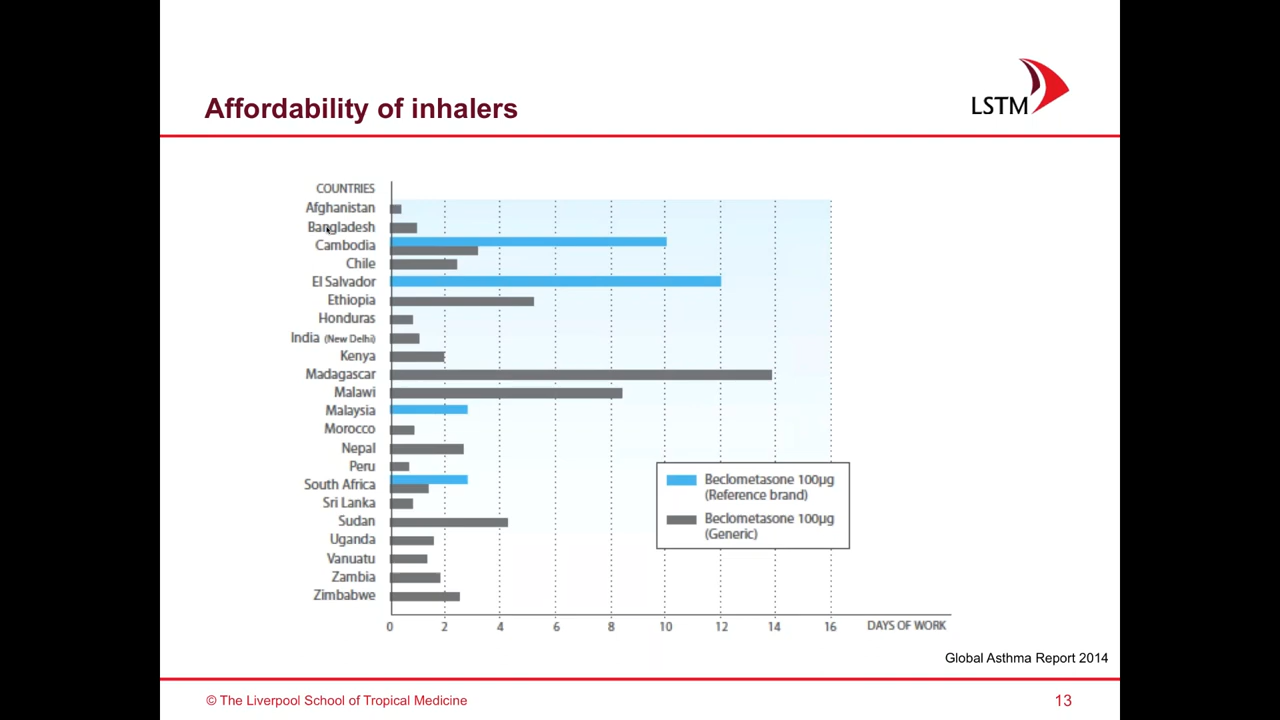 Affordability of inhalers
LSTM
COUNTRIES
Afghanistan
Bangladesh
Cambodia
Chile
El Salvador
Ethiopia
Honduras
India (New Delhi)
Kenya
Madagascar
Malawi
Malaysia
Morocco
Nepal
Peru
South Africa
Sri Lanka
Sudan
Uganda
Vanuatu
Zambia
Zimbabwe
Beclometasone 100µg
(Reference brand)
Beclometasone 100µg
(Generic)
0 2 4 6 8 10 12 14 16 DAYS OF WORK
Global Asthma Report 2014
© The Liverpool School of Tropical Medicine 13